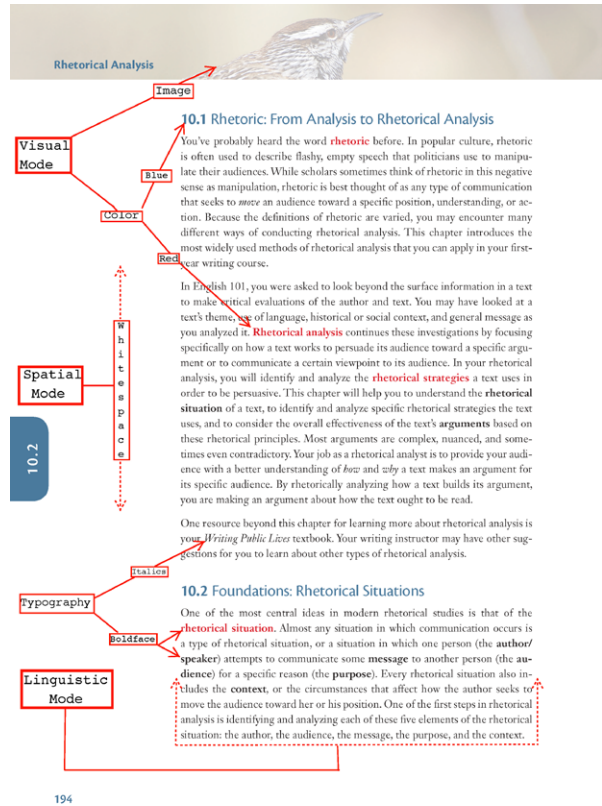 Rhetorical Analysis
Image
10.1 Rhetoric: From Analysis to Rhetorical Analysis
Visual
Mode
You've probably heard the word rhetoric before. In popular culture, rhetoric
is often used to describe flashy, empty speech that politicians use to manipu-
Blue
late their audiences. While scholars sometimes think of rhetoric in this negative
sense as manipulation, rhetoric is best thought of as any type of communication
that seeks to move an audience toward a specific position, understanding, or ac-
Color
tion. Because the definitions of rhetoric are varied, you may encounter many
different ways of conducting rhetorical analysis. This chapter introduces the
most widely used methods of rhetorical analysis that you can apply in your first-
Red
year writing course.
In English 101, you were asked to look beyond the surface information in a text
to make critical evaluations of the author and text. You may have looked at a
text's theme, use of language, historical or social context, and general message as
you analyzed it. Rhetorical analysis continues these investigations by focusing
specifically on how a text works to persuade its audience toward a specific argu-
ment or to communicate a certain viewpoint to its audience. In your rhetorical
analysis, you will identify and analyze the rhetorical strategies a text uses in
order to be persuasive. This chapter will help you to understand the rhetorical
situation of a text, to identify and analyze specific rhetorical strategies the text
uses, and to consider the overall effectiveness of the text's arguments based on
these rhetorical principles. Most arguments are complex, nuanced, and some-
times even contradictory. Your job as a rhetorical analyst is to provide your audi-
ence with a better understanding of how and why a text makes an argument for
its specific audience. By rhetorically analyzing how a text builds its argument,
you are making an argument about how the text ought to be read.
Whitespace
Spatial
Mode
10.2
One resource beyond this chapter for learning more about rhetorical analysis is
your Writing Public Lives textbook. Your writing instructor may have other sug-
gestions for you to learn about other types of rhetorical analysis.
Italics
10.2 Foundations: Rhetorical Situations
Typography
One of the most central ideas in modern rhetorical studies is that of the
rhetorical situation. Almost any situation in which communication occurs is
Boldface
a type of rhetorical situation, or a situation in which one person (the author/
speaker) attempts to communicate some message to another person (the au-
dience) for a specific reason (the purpose). Every rhetorical situation also in-
cludes the context, or the circumstances that affect how the author seeks to
move the audience toward her or his position. One of the first steps in rhetorical
analysis is identifying and analyzing each of these five elements of the rhetorical
situation: the author, the audience, the message, the purpose, and the context.
Linguistic
Mode
194